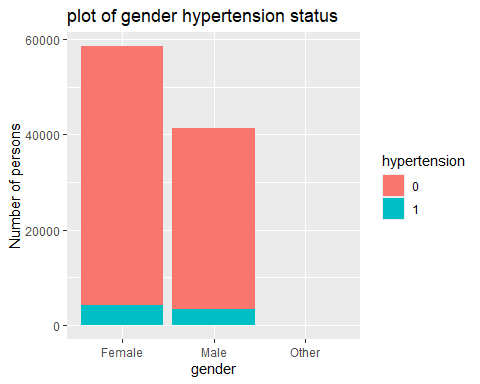 plot of gender hypertension status
Number of persons
60000
40000
20000
0
Female
Male
Other
gender
hypertension
0
1